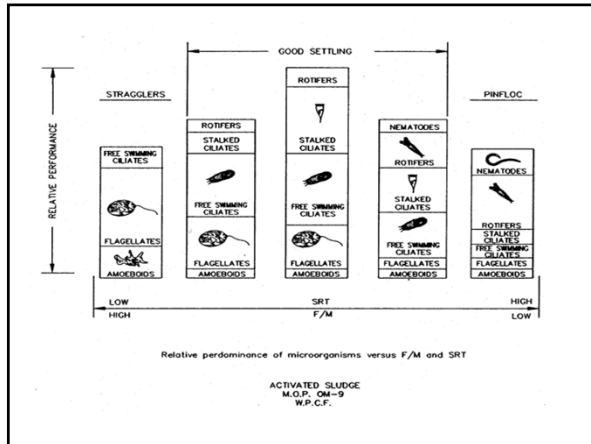 GOOD SETTLING
STRAGGLERS
PINFLOC
RELATIVE PERFORMANCE
FREE SWIMMING
CILIATES
FLAGELLATES
AMOEBOIDS
ROTIFERS
STALKED
CILIATES
FREE SWIMMING
CILIATES
FLAGELLATES
AMOEBOIDS
ROTIFERS
STALKED
CILIATES
FREE SWIMMING
CILIATES
FLAGELLATES
AMOEBOIDS
NEMATODES
ROTIFERS
STALKED
CILIATES
FREE SWIMMING
CILIATES
FLAGELLATES
AMOEBOIDS
NEMATODES
ROTIFERS
STALKED
CILIATES
FREE SWIMMING
CILIATES
FLAGELLATES
AMOEBOIDS
LOW SRT HIGH
HIGH F/M LOW
Relative perdominance of microorganisms versus F/M and SRT
ACTIVATED SLUDGE
M.O.P. OM-9
W.P.C.F.